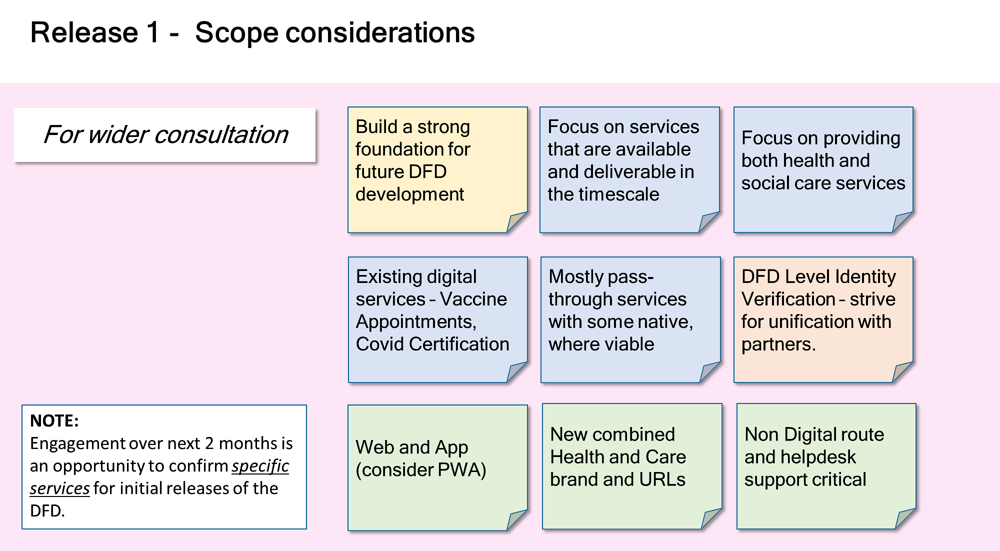 Release 1 -  Scope considerations
For wider consultation
Build a strong
foundation for
future DFD
development
Focus on services
that are available
and deliverable in
the timescale
Focus on providing
both health and
social care services
Existing digital
services – Vaccine
Appointments,
Covid Certification
Mostly pass-
through services
with some native,
where viable
DFD Level Identity
Verification – strive
for unification with
partners.
NOTE:
Engagement over next 2 months is
an opportunity to confirm specific
services for initial releases of the
DFD.
Web and App
(consider PWA)
New combined
Health and Care
brand and URLs
Non Digital route
and helpdesk
support critical